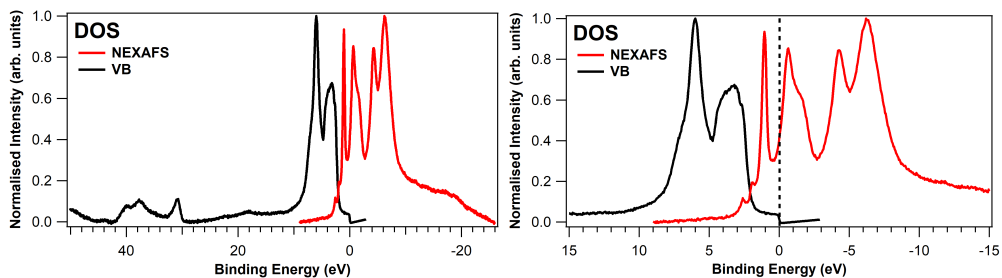 Normalised Intensity (arb. units)
1.0
0.8
0.6
0.4
0.2
0.0
DOS
NEXAFS
VB
40
20
0
-20
Binding Energy (eV)
Normalised Intensity (arb. units)
1.0
0.8
0.6
0.4
0.2
0.0
DOS
NEXAFS
VB
15
10
5
0
-5
-10
-15
Binding Energy (eV)